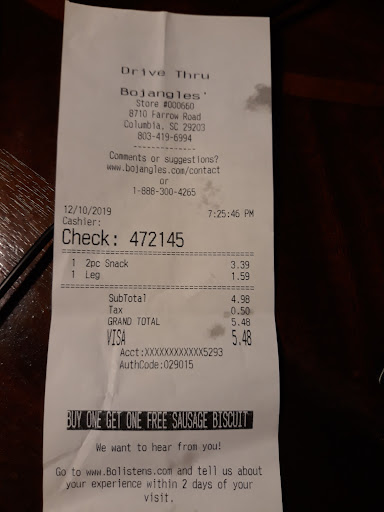 Drive Thru
Bojangles'
Store #000660
8710 Farrow Road
Columbia, SC 29203
803-419-6994
-------------
Comments or suggestions?
www.bojangles.com/contact
or
1-888-300-4265
12/10/2019 7:25:46 PM
Cashier:
Check: 472145
========================================
1 2pc Snack 3.39
1 Leg 1.59
========================================
SubTotal 4.98
Tax 0.50
GRAND TOTAL 5.48
VISA 5.48
Acct:XXXXXXXXXXXX5293
AuthCode:029015
BUY ONE GET ONE FREE SAUSAGE BISCUIT
We want to hear from you!
Go to www.Bolistens.com and tell us about
your experience within 2 days of your
visit.